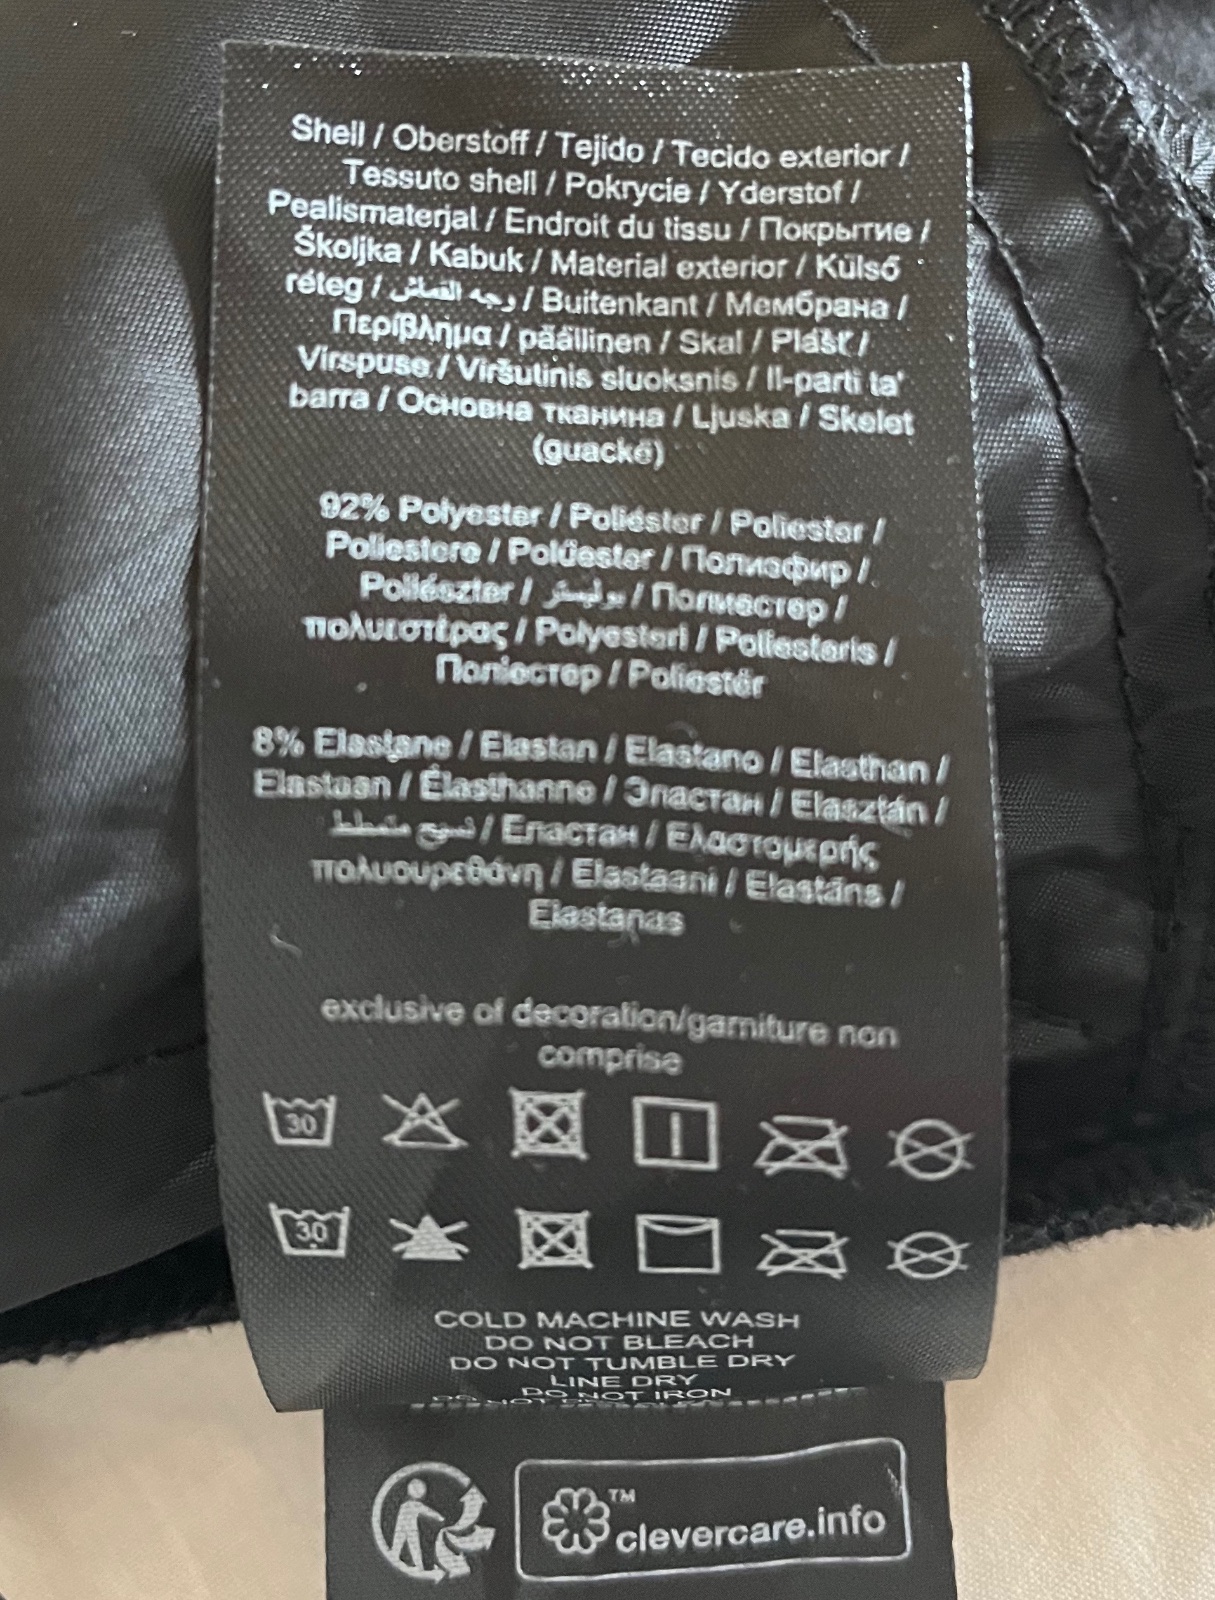 Shell / Oberstoff / Tejido / Tecido exterior /
Tessuto shell / Pokrycie / Yderstof /
Pealismaterjal / Endroit du tissu / Покрытие /
Školjka / Kabuk / Material exterior / Külső
réteg / وجه القماش / Buitenkant / Мембрана /
Περίβλημα / päällinen / Skal / Plášť /
Virspuse / Viršutinis sluoksnis / Il-parti ta'
barra / Основна тканина / Ljuska / Skelet
(guackë)
92% Polyester / Poliéster / Poliester /
Poliestere / Polüester / Полиэфир /
Poliészter / بوليستر / Полиестер /
πολυεστέρας / Polyesteri / Poliesteris /
Поліестер / Poliestër
8% Elastane / Elastan / Elastano / Elasthan /
Elastaan / Élasthanne / Эластан / Elasztán /
نسيج مطط / Еластан / Ελαστομερής
πολυουρεθάνη / Elastaani / Elastāns /
Elastanas
exclusive of decoration/garniture non
comprise
30
30
COLD MACHINE WASH
DO NOT BLEACH
DO NOT TUMBLE DRY
LINE DRY
DO NOT IRON
clevercare.info™